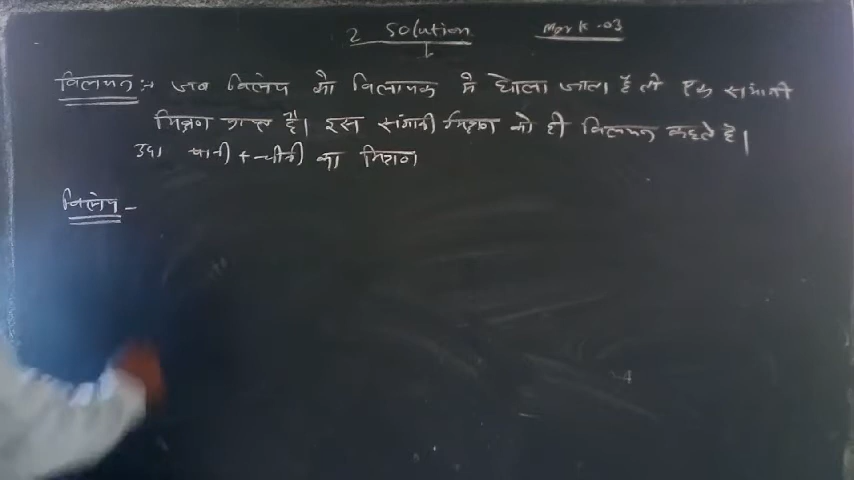 2 Solution Mark-03
विलयन :- जब विलेय को विलायक में घोला जाता है तो एक समांगी
मिश्रण प्राप्त है। इस समांगी मिश्रण को ही विलयन कहते है।
उदा पानी + चीनी का मिश्रण
विलेय -